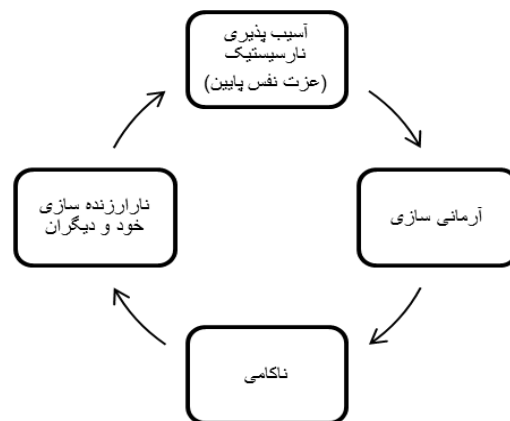 آسیب پذیری
نارسیستیک
(عزت نفس پایین)
آرمانی سازی
ناکامی
نارارزنده سازی
خود و دیگران